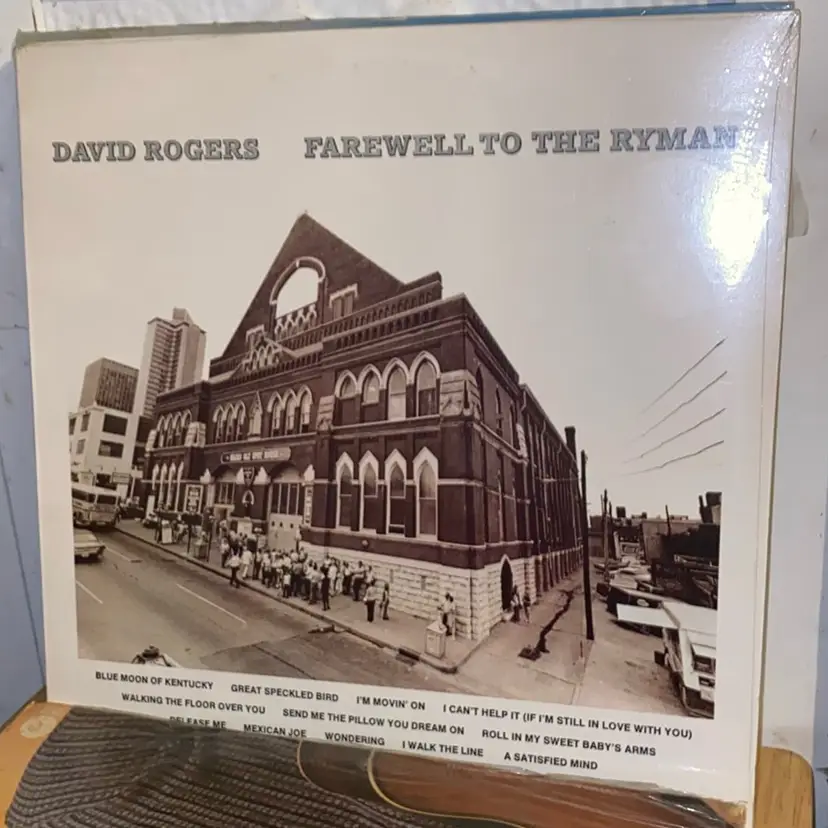 DAVID ROGERS FAREWELL TO THE RYMAN
BLUE MOON OF KENTUCKY GREAT SPECKLED BIRD I'M MOVIN' ON I CAN'T HELP IT (IF I'M STILL IN LOVE WITH YOU)
WALKING THE FLOOR OVER YOU SEND ME THE PILLOW YOU DREAM ON ROLL IN MY SWEET BABY'S ARMS
RELEASE ME MEXICAN JOE WONDERING I WALK THE LINE A SATISFIED MIND